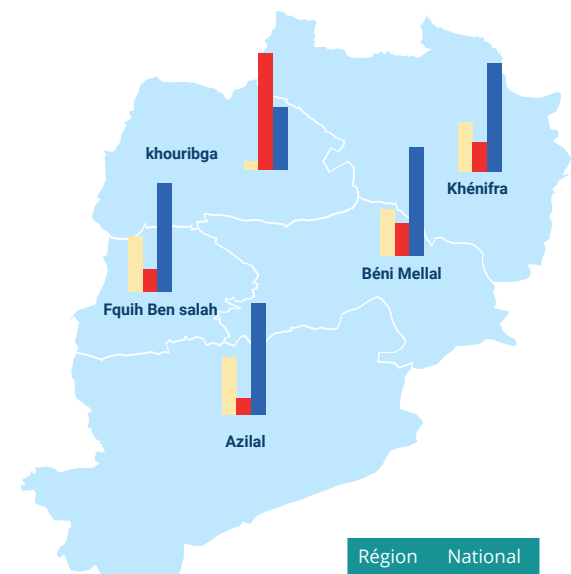 khouribga
Khénifra
Béni Mellal
Fquih Ben salah
Azilal
Région National